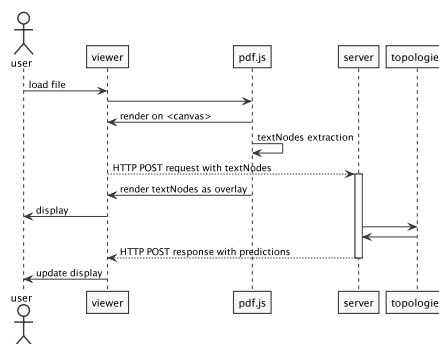 user
viewer
pdf.js
server
topologie
load file
render on <canvas>
textNodes extraction
HTTP POST request with textNodes
render textNodes as overlay
display
HTTP POST response with predictions
update display
user
viewer
pdf.js
server
topologie